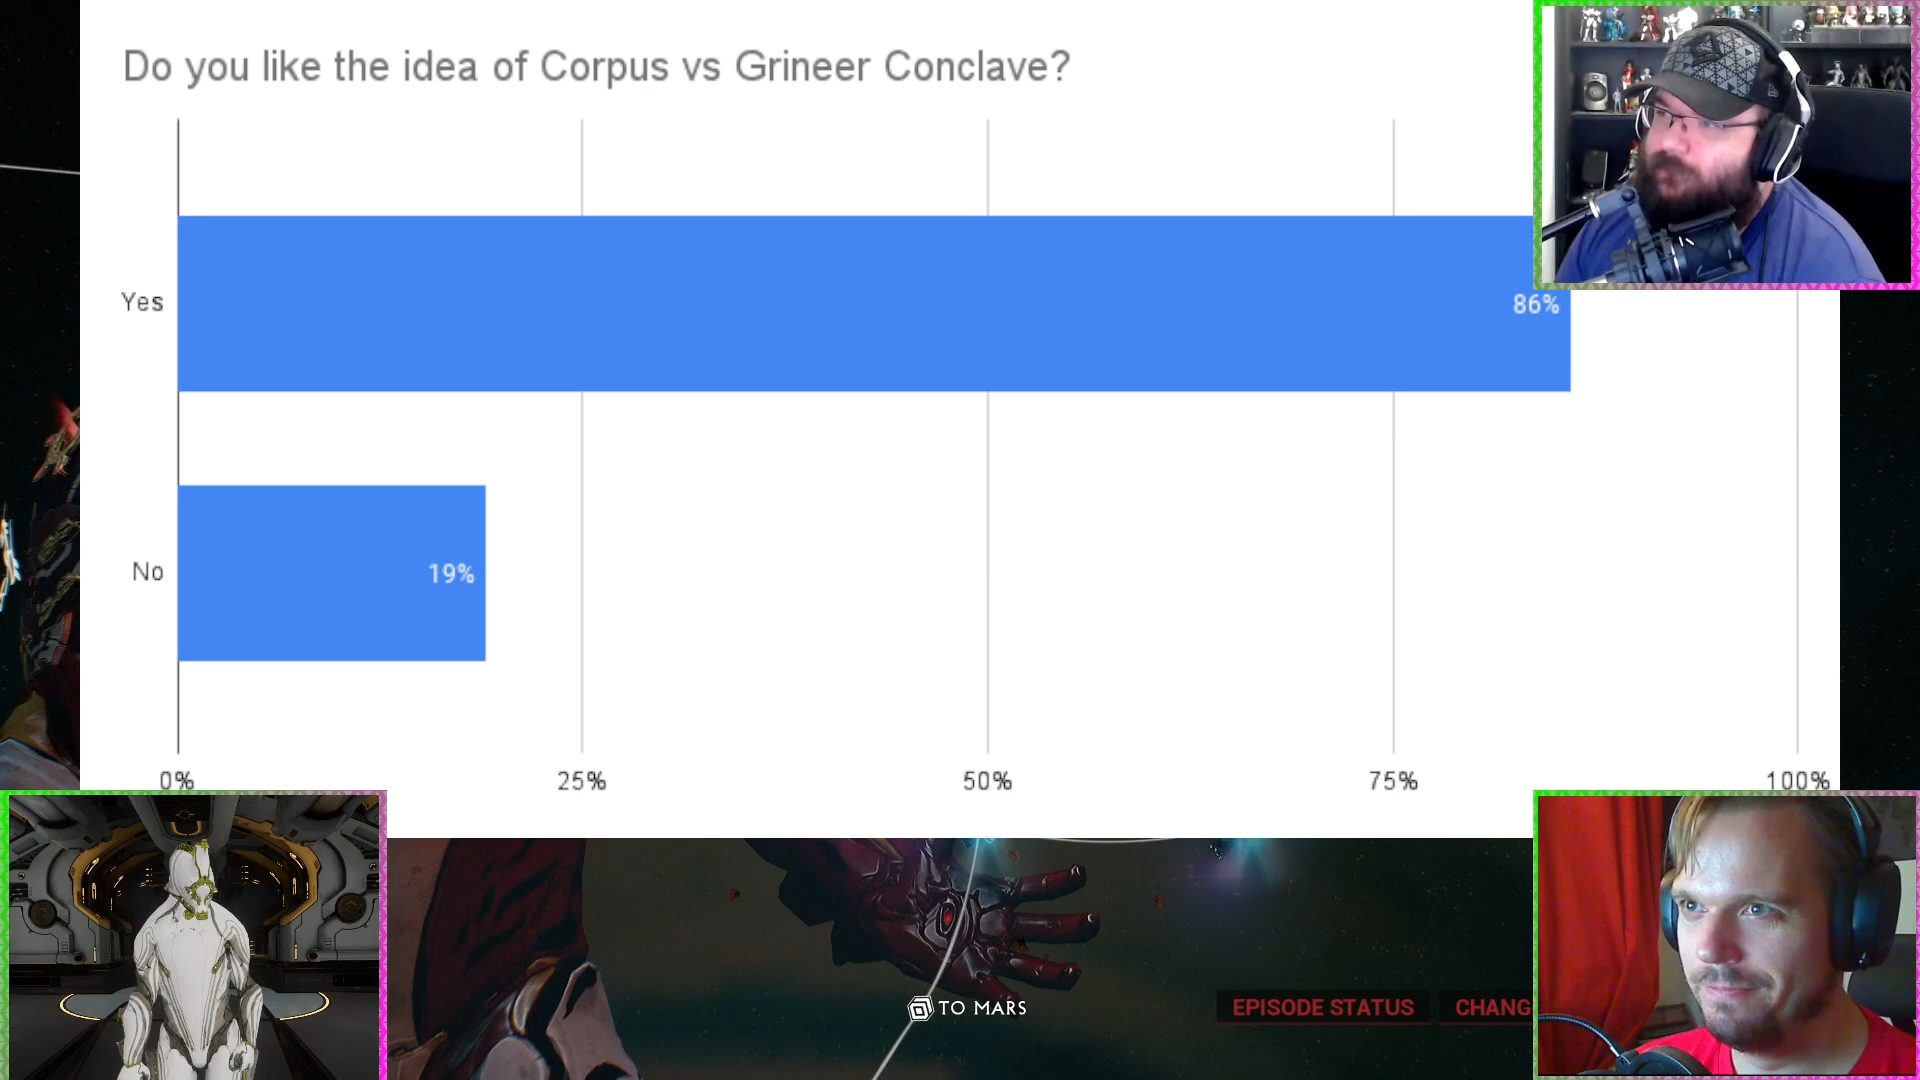 Do you like the idea of Corpus vs Grineer Conclave?
Yes
86%
No
19%
0% 25% 50% 75% 100%
TO MARS
EPISODE STATUS
CHANG